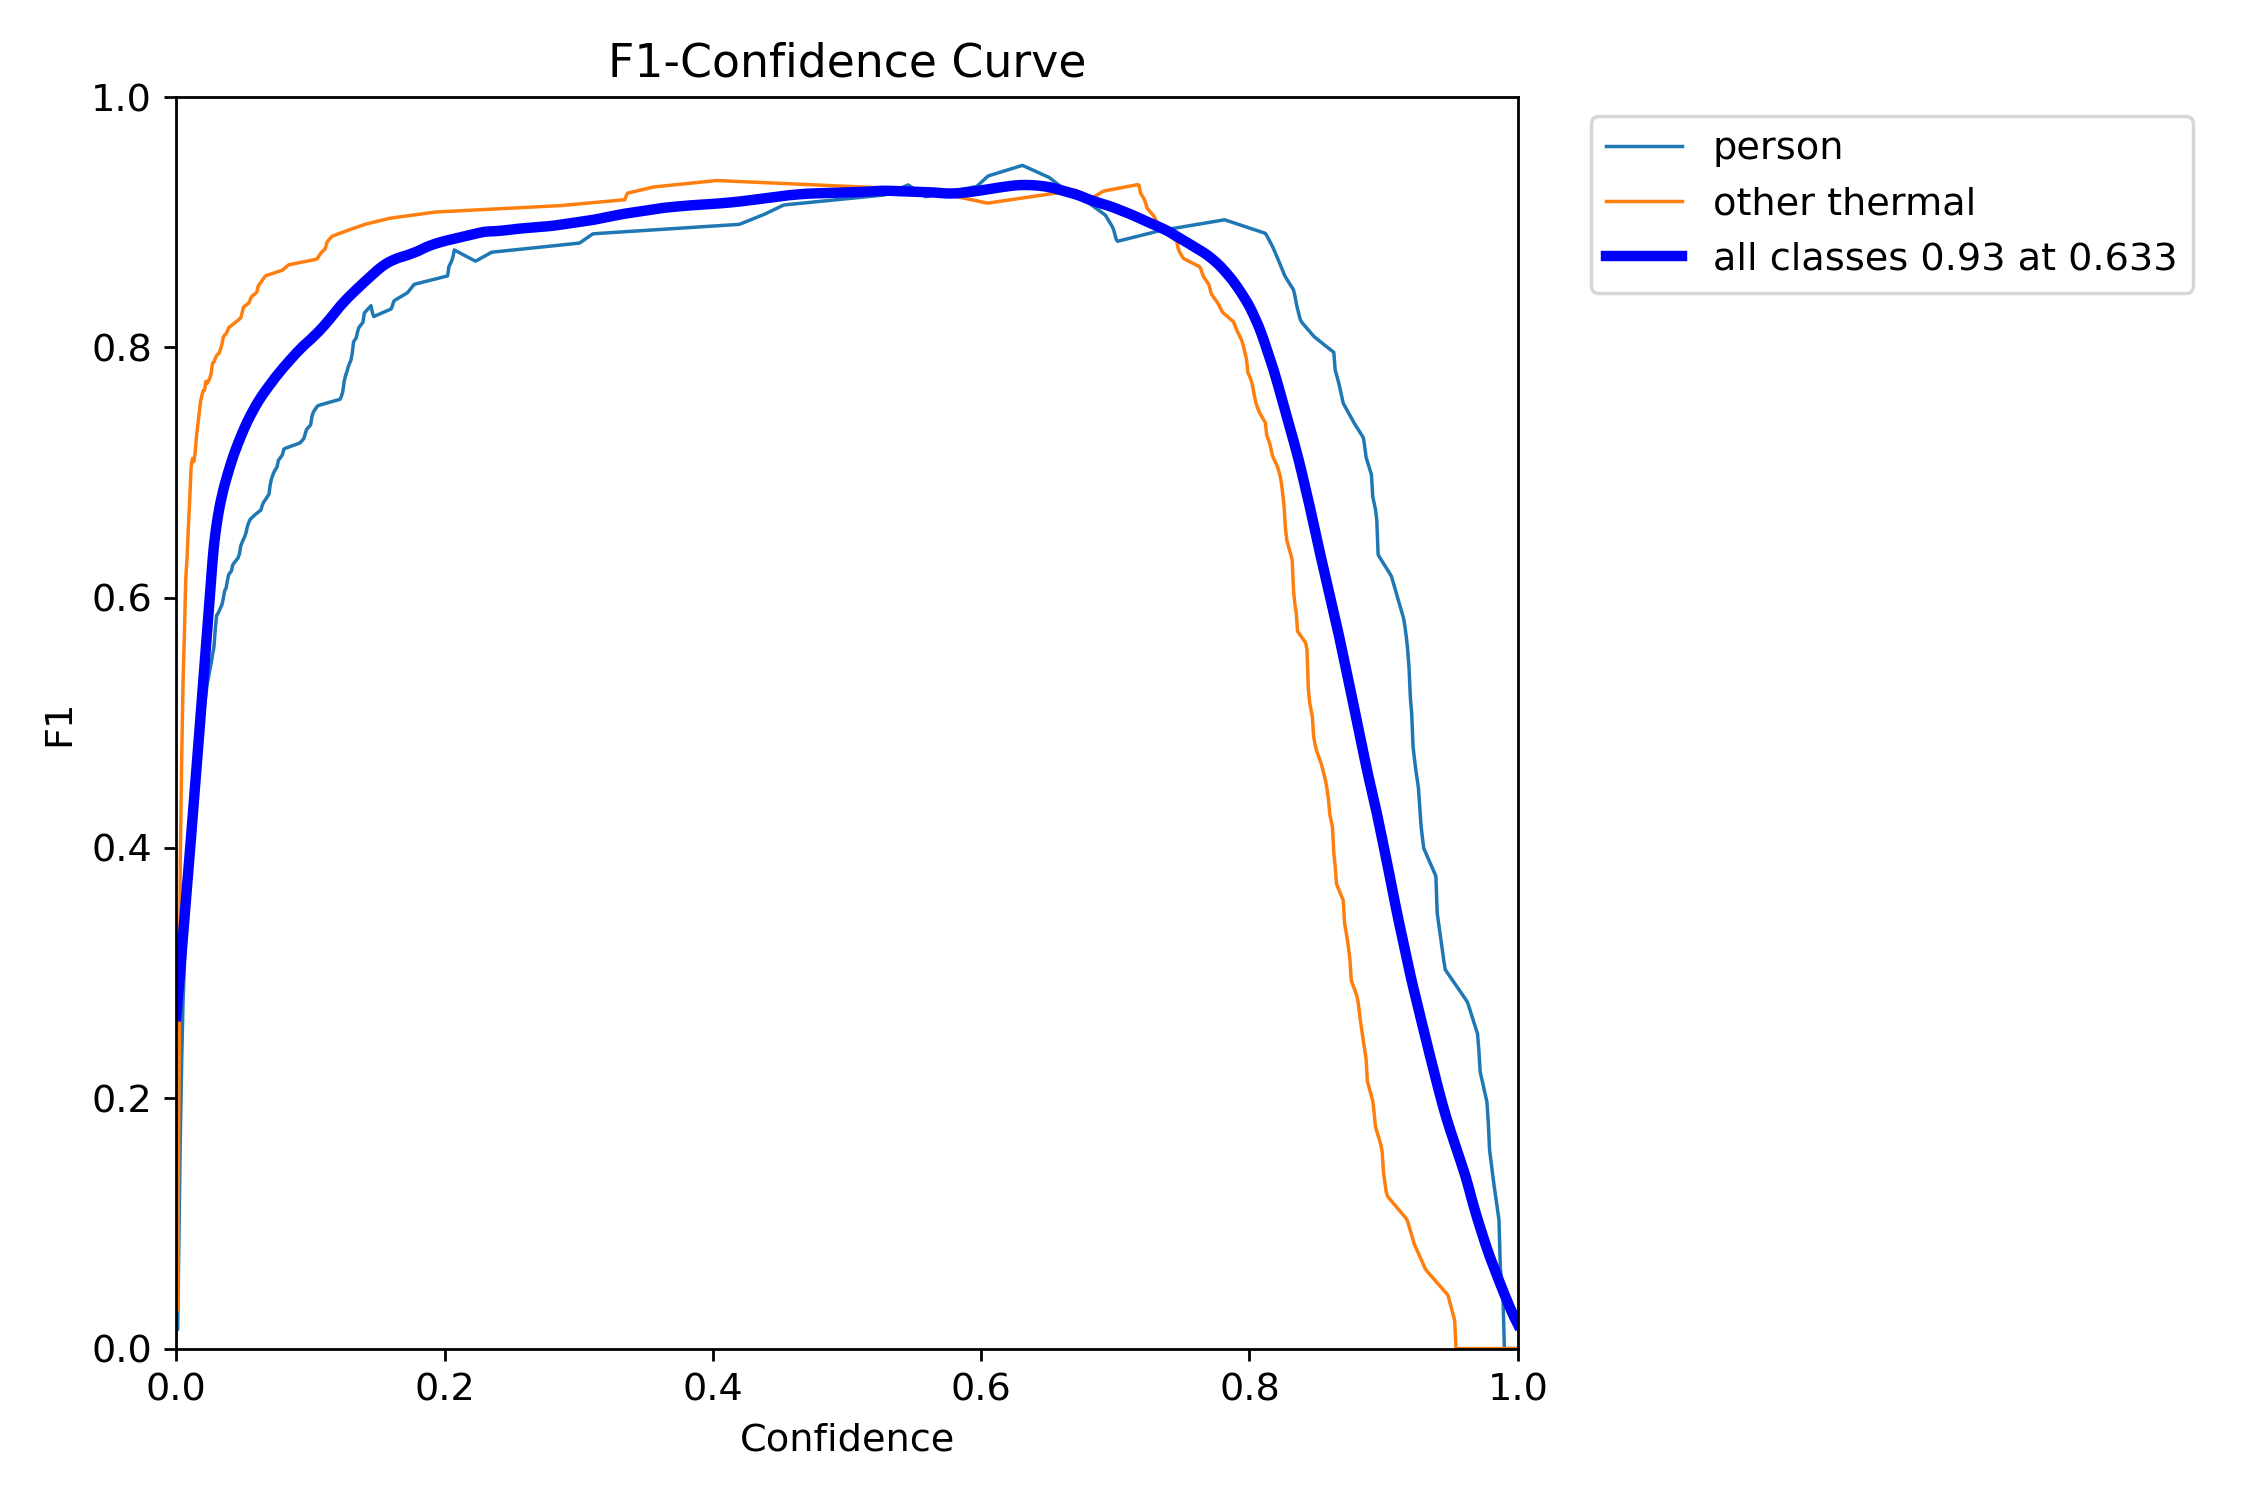 F1-Confidence Curve
1.0
0.8
0.6
0.4
0.2
0.0
F1
0.0 0.2 0.4 0.6 0.8 1.0
Confidence
person
other thermal
all classes 0.93 at 0.633